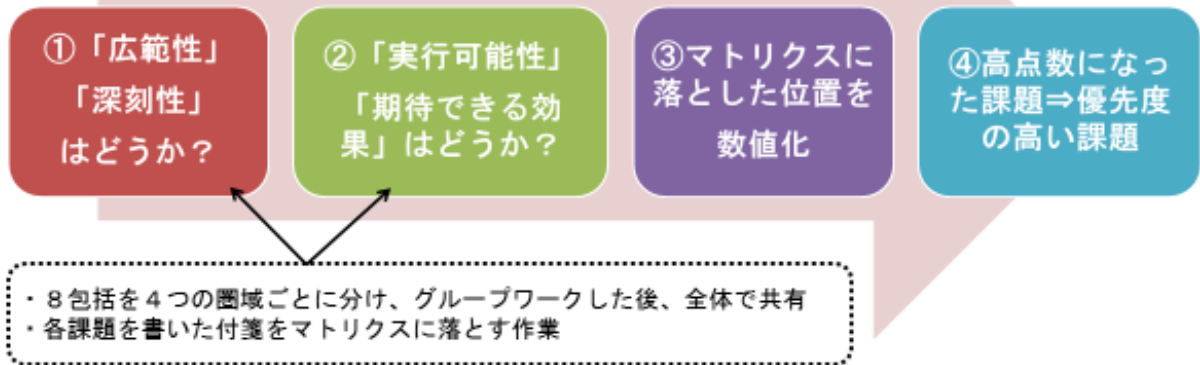 ①「広範性」
「深刻性」
はどうか？
②「実行可能性」
「期待できる効
果」はどうか？
③マトリクスに
落とした位置を
数値化
④高点数になっ
た課題⇒優先度
の高い課題
・８包括を４つの圏域ごとに分け、グループワークした後、全体で共有
・各課題を書いた付箋をマトリクスに落とす作業